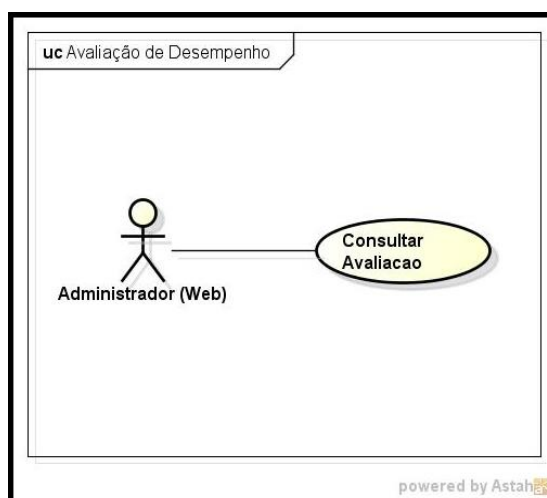 uc Avaliação de Desempenho
Consultar
Avaliacao
Administrador (Web)
powered by Astah